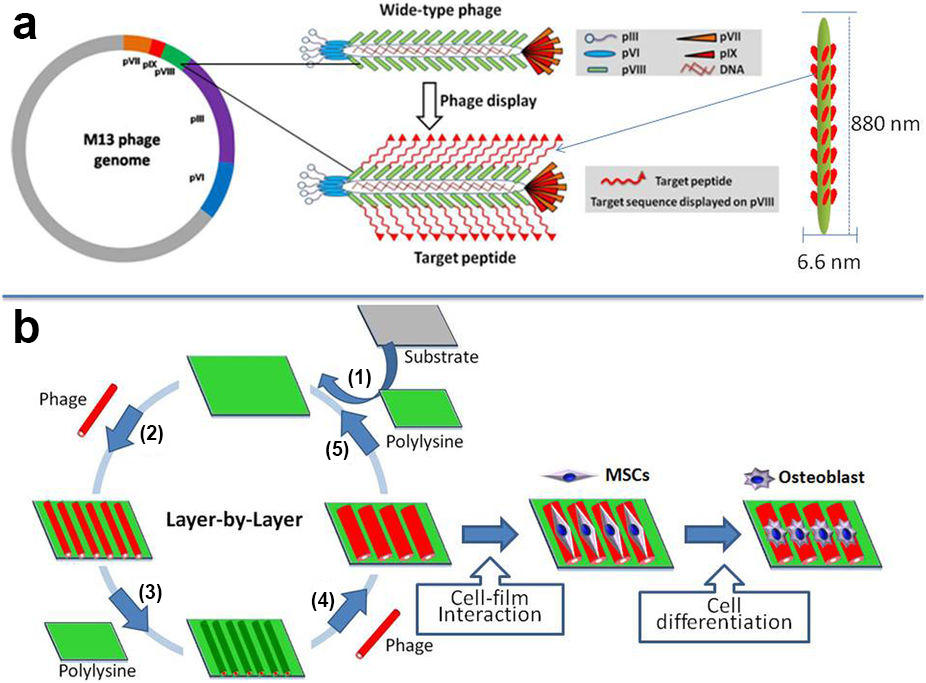 a
Wide-type phage
pVII
pIX
pVIII
pIII
pVI
M13 phage
genome
pIII
pVI
pVIII
pVII
pIX
DNA
Phage display
Target peptide
Target sequence displayed on pVIII
Target peptide
880 nm
6.6 nm
b
Substrate
(1)
Polylysine
Phage
(2)
(5)
Layer-by-Layer
MSCs
Osteoblast
(3)
(4)
Polylysine
Phage
Cell-film
Interaction
Cell
differentiation